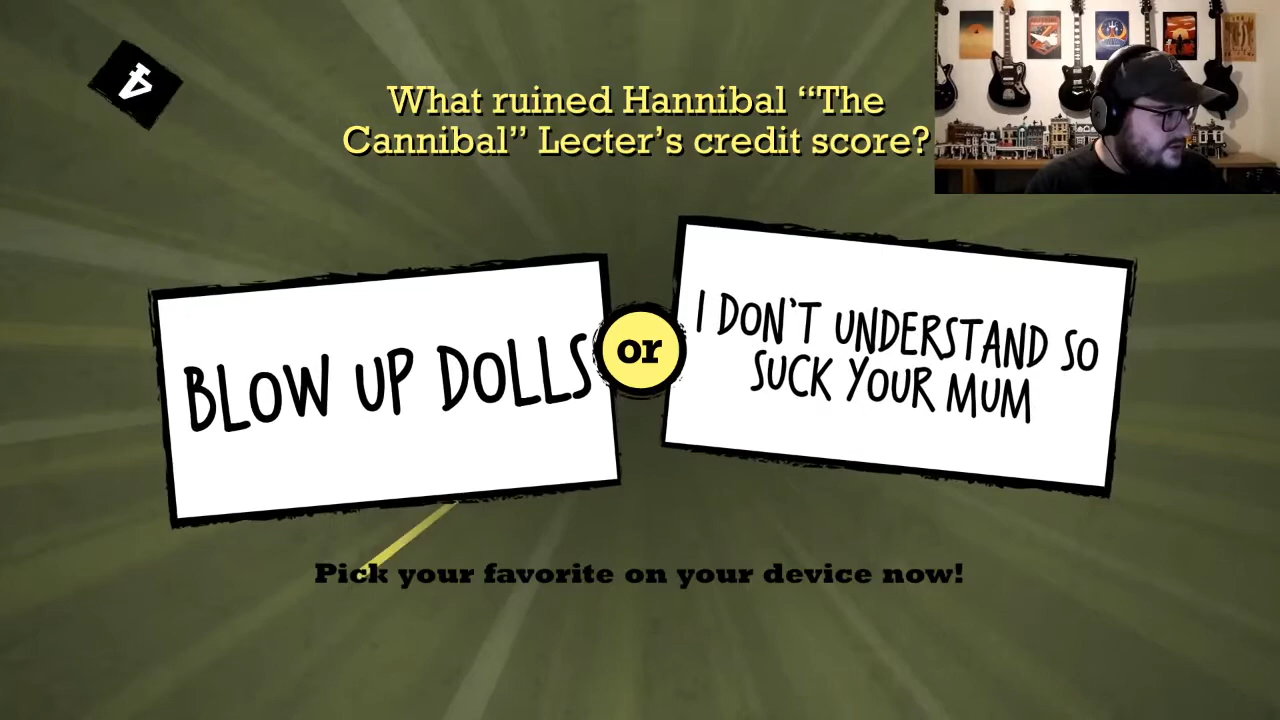 4
What ruined Hannibal “The
Cannibal” Lecter’s credit score?
BLOW UP DOLLS
or
I DON'T UNDERSTAND SO
SUCK YOUR MUM
Pick your favorite on your device now!